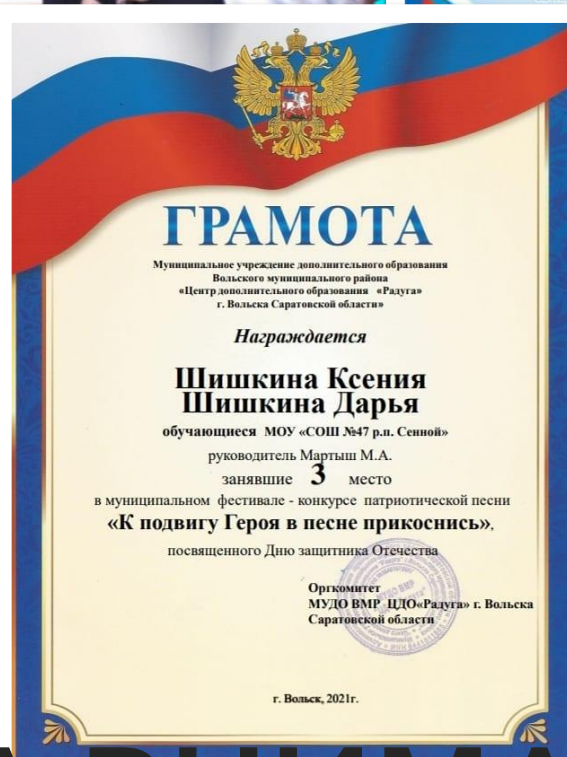 ГРАМОТА
Муниципальное учреждение дополнительного образования
Вольского муниципального района
«Центр дополнительного образования «Радуга»
г. Вольска Саратовской области»
Награждается
Шишкина Ксения
Шишкина Дарья
обучающиеся МОУ «СОШ №47 р.п. Сенной»
руководитель Мартыш М.А.
занявшие 3 место
в муниципальном фестивале - конкурсе патриотической песни
«К подвигу Героя в песне прикоснись»,
посвященного Дню защитника Отечества
Оргкомитет
МУДО ВМР ЦДО«Радуга» г. Вольска
Саратовской области
г. Вольск, 2021г.